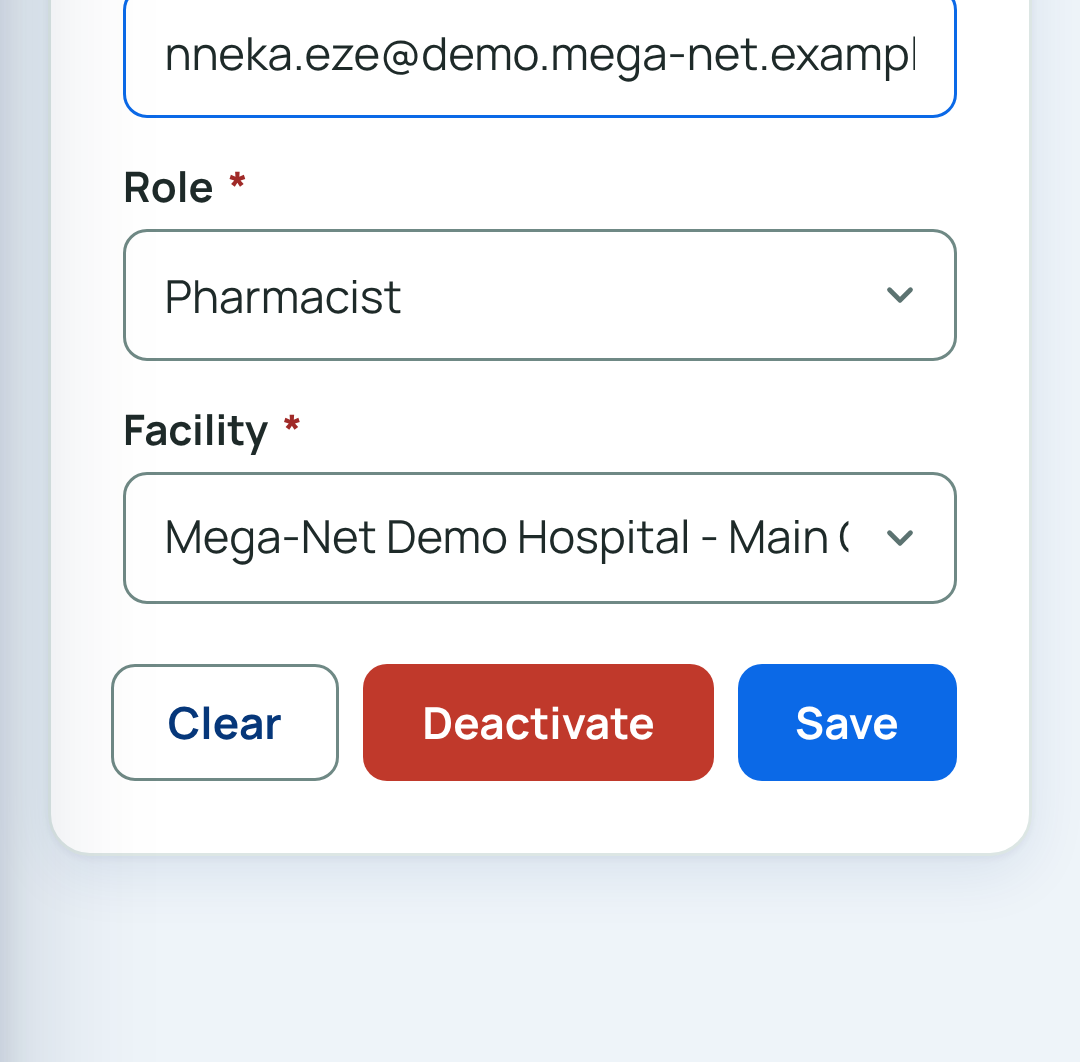 nneka.eze@demo.mega-net.exampl
Role *
Pharmacist
Facility *
Mega-Net Demo Hospital - Main
Clear
Deactivate
Save